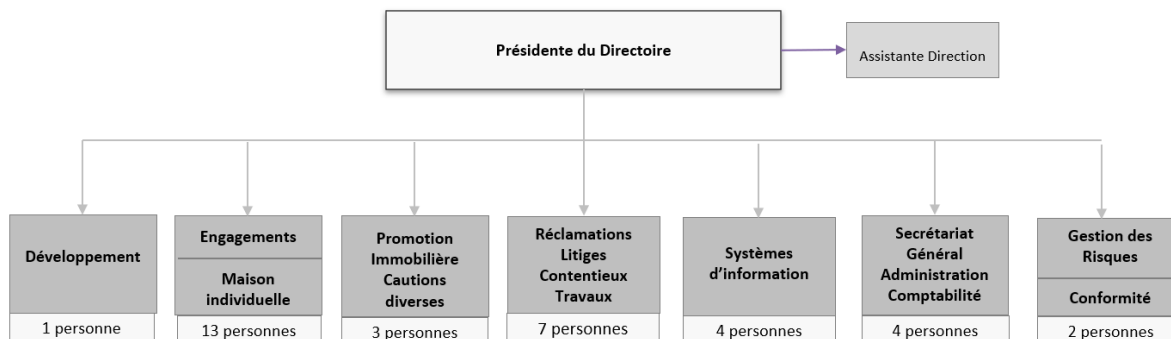 Présidente du Directoire
Assistante Direction
Développement
1 personne
Engagements
Maison
individuelle
13 personnes
Promotion
Immobilière
Cautions
diverses
3 personnes
Réclamations
Litiges
Contentieux
Travaux
7 personnes
Systèmes
d’information
4 personnes
Secrétariat
Général
Administration
Comptabilité
4 personnes
Gestion des
Risques
Conformité
2 personnes